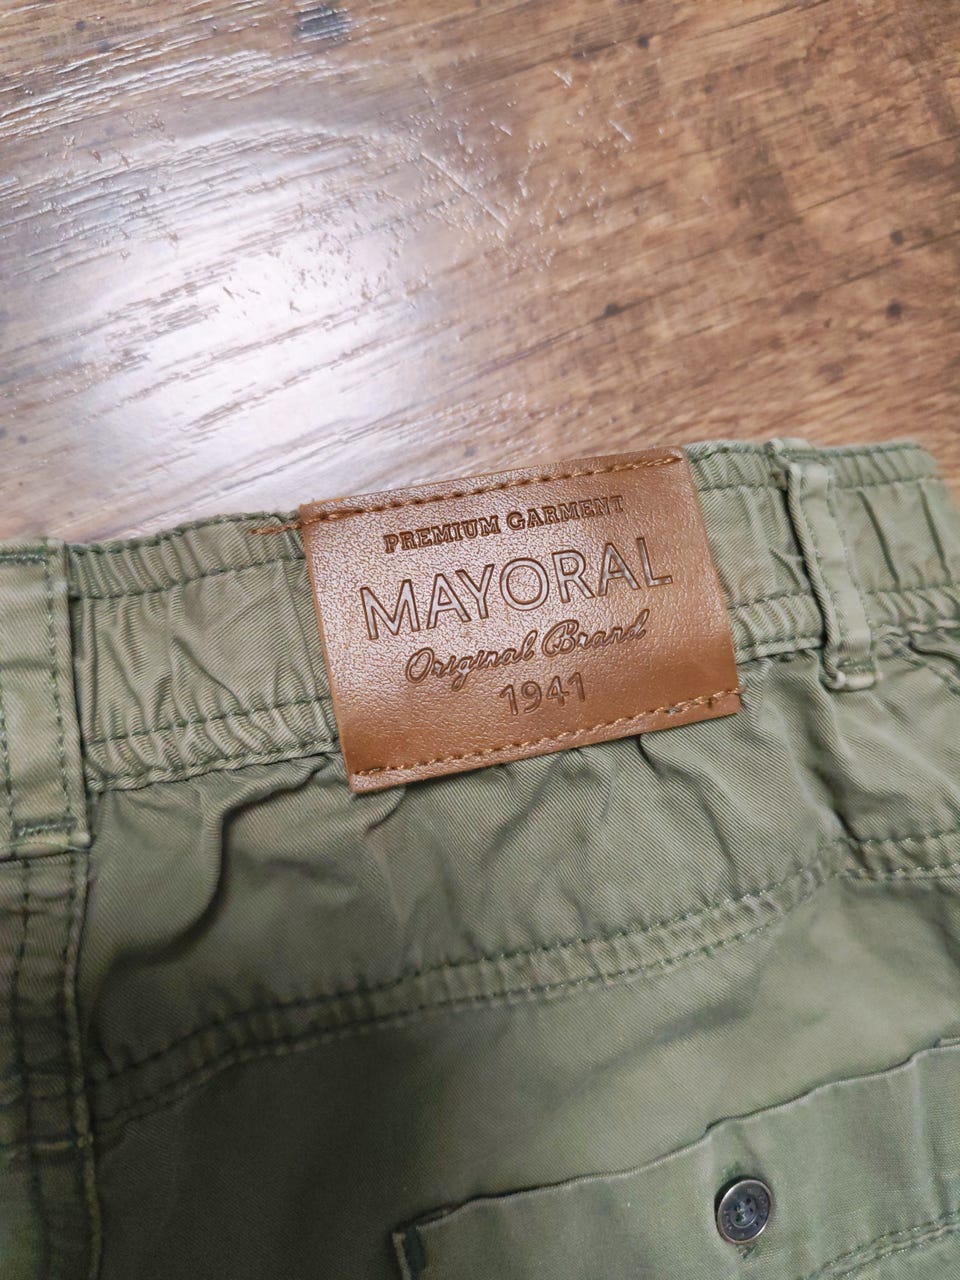 PREMIUM GARMENT
MAYORAL
Original Brand
1941